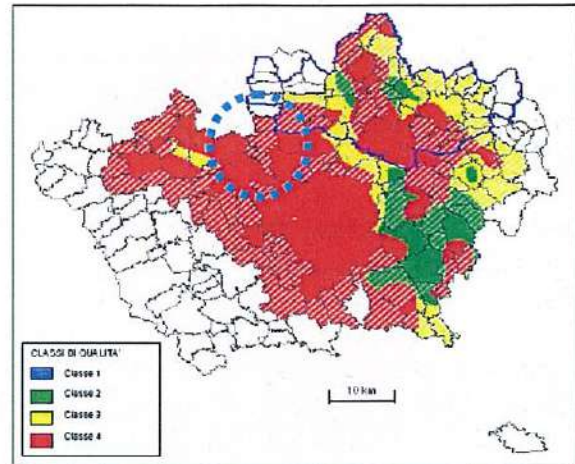 CLASSI DI QUALITA'
Classe 1
Classe 2
Classe 3
Classe 4
10 km